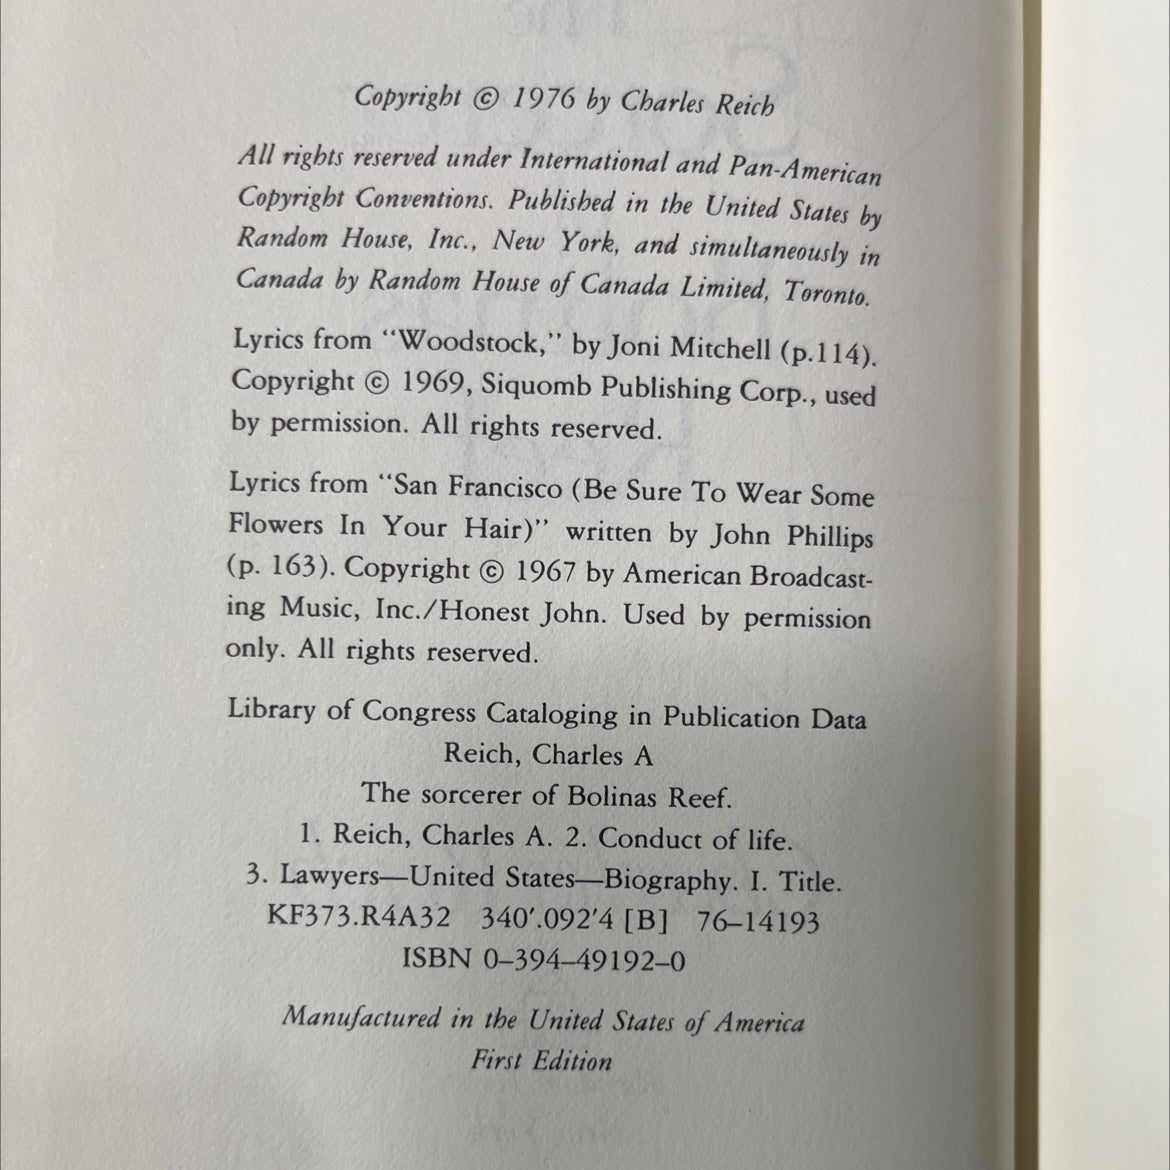 Copyright © 1976 by Charles Reich
All rights reserved under International and Pan-American
Copyright Conventions. Published in the United States by
Random House, Inc., New York, and simultaneously in
Canada by Random House of Canada Limited, Toronto.
Lyrics from “Woodstock,” by Joni Mitchell (p.114).
Copyright © 1969, Siquomb Publishing Corp., used
by permission. All rights reserved.
Lyrics from “San Francisco (Be Sure To Wear Some
Flowers In Your Hair)” written by John Phillips
(p. 163). Copyright © 1967 by American Broadcast-
ing Music, Inc./Honest John. Used by permission
only. All rights reserved.
Library of Congress Cataloging in Publication Data
Reich, Charles A
The sorcerer of Bolinas Reef.
1. Reich, Charles A. 2. Conduct of life.
3. Lawyers—United States—Biography. I. Title.
KF373.R4A32 340′.092′4 [B] 76–14193
ISBN 0–394–49192–0
Manufactured in the United States of America
First Edition